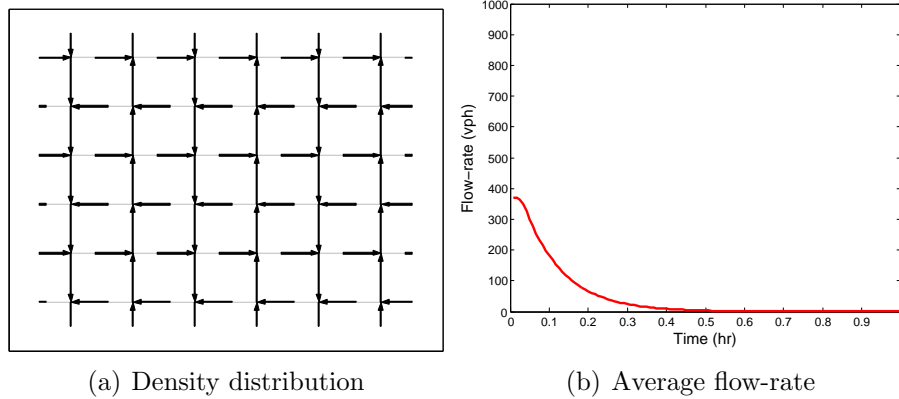 1000
900
800
700
600
500
400
300
200
100
0
Flow-rate (vph)
0 0.1 0.2 0.3 0.4 0.5 0.6 0.7 0.8 0.9
Time (hr)
(a) Density distribution
(b) Average flow-rate